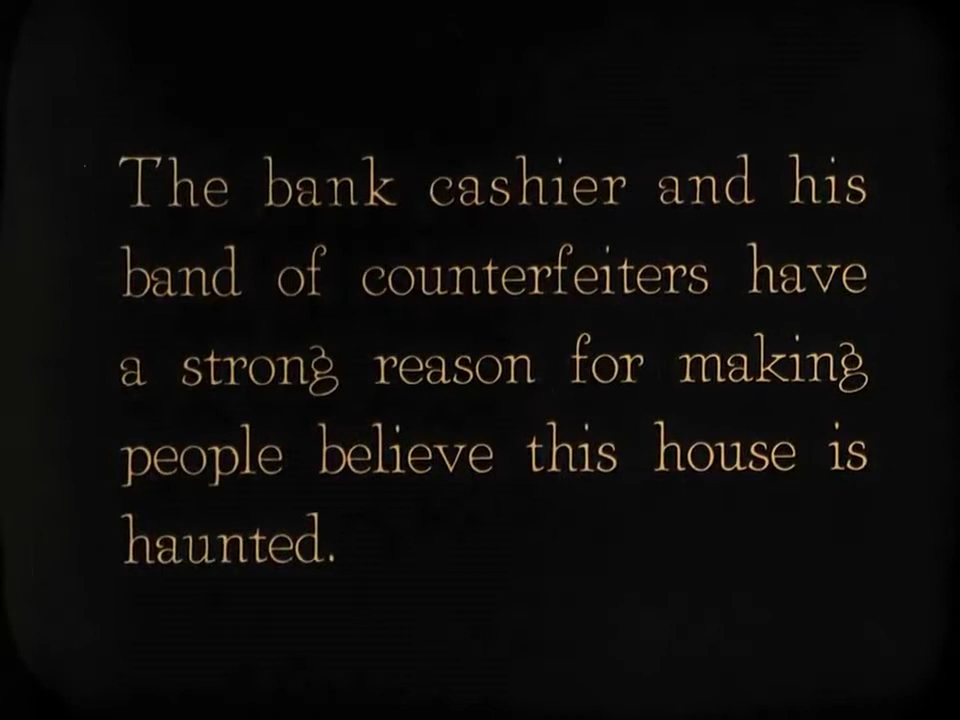 The bank cashier and his
band of counterfeiters have
a strong reason for making
people believe this house is
haunted.